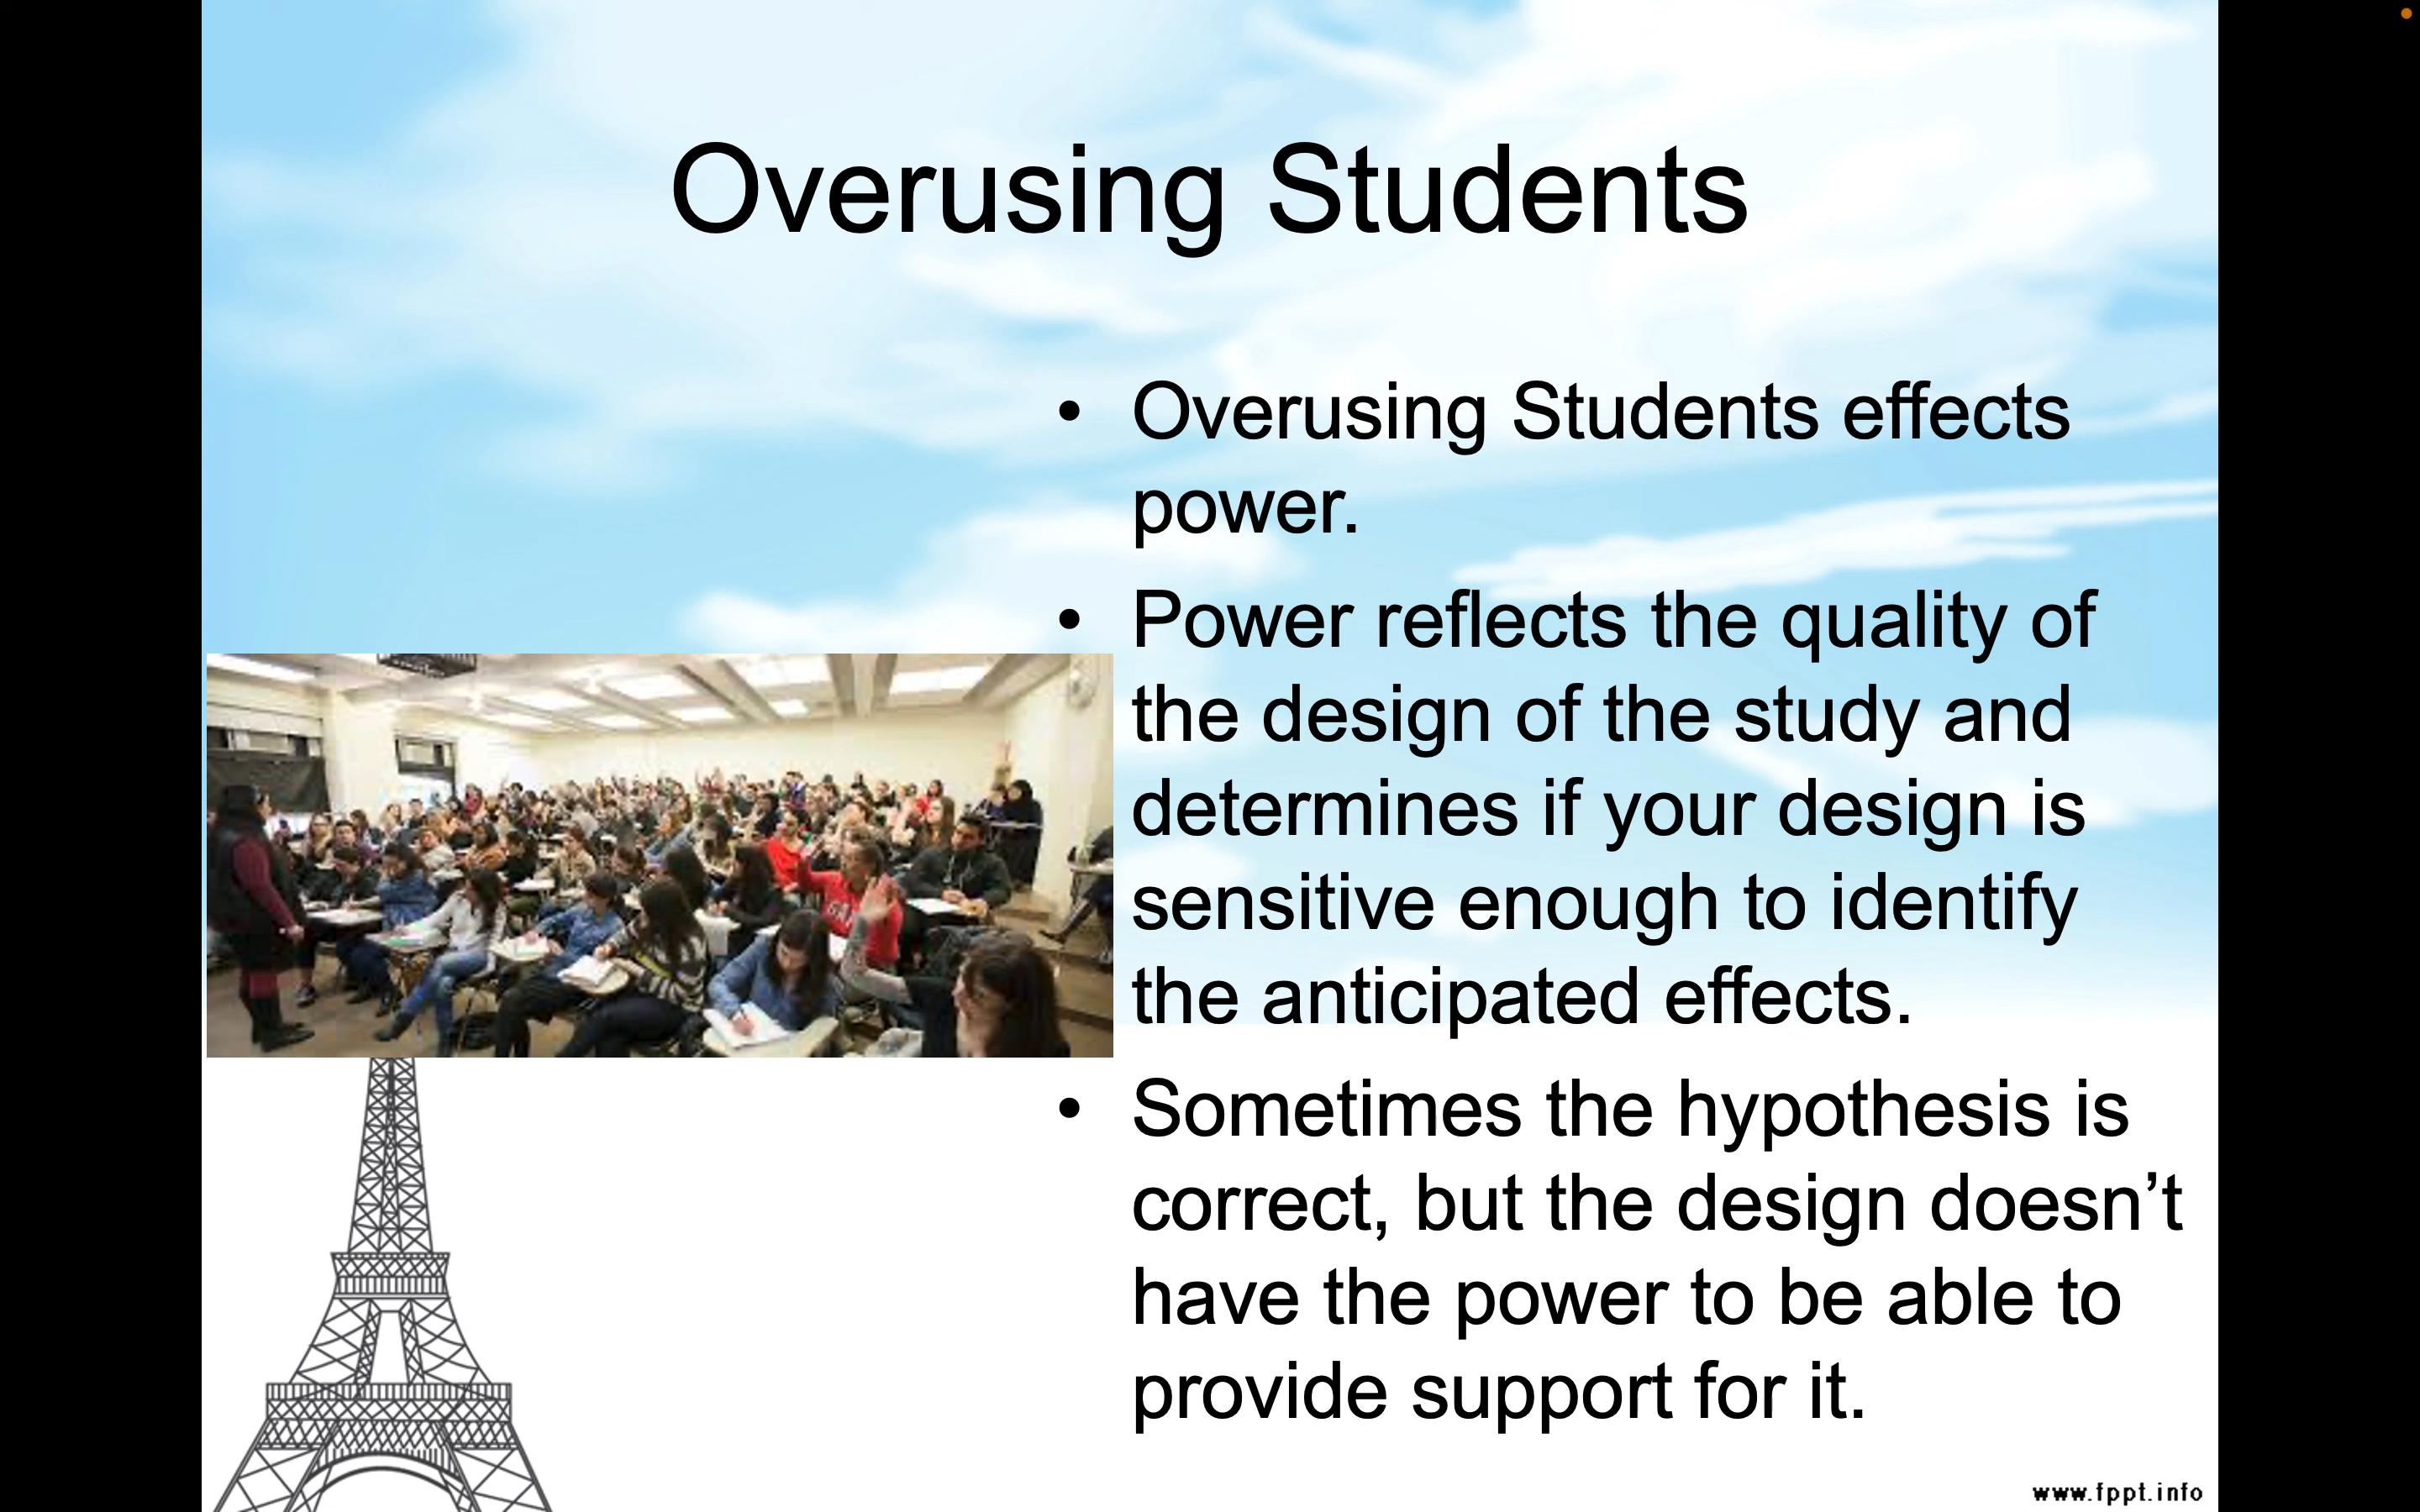 Overusing Students
• Overusing Students effects
power.
• Power reflects the quality of
the design of the study and
determines if your design is
sensitive enough to identify
the anticipated effects.
• Sometimes the hypothesis is
correct, but the design doesn’t
have the power to be able to
provide support for it.
www.fppt.info